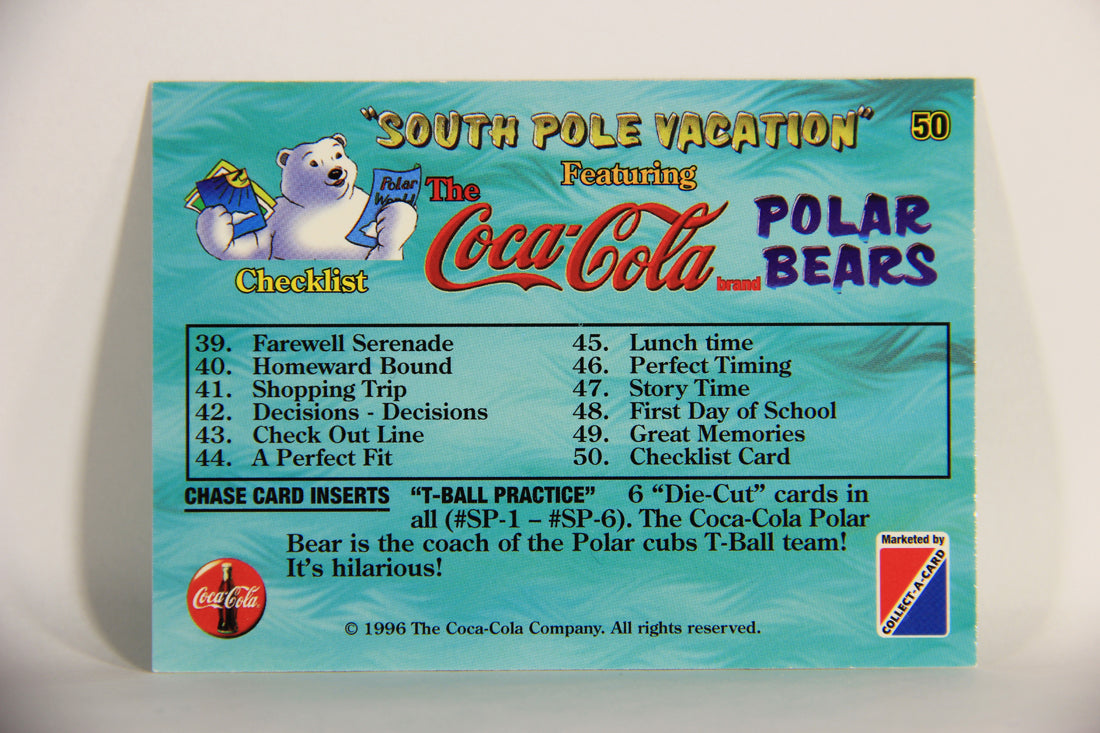 "SOUTH POLE VACATION"
50
Featuring
Polar
World
The
Coca-Cola
brand
POLAR
BEARS
Checklist
39. Farewell Serenade
40. Homeward Bound
41. Shopping Trip
42. Decisions - Decisions
43. Check Out Line
44. A Perfect Fit
45. Lunch time
46. Perfect Timing
47. Story Time
48. First Day of School
49. Great Memories
50. Checklist Card
CHASE CARD INSERTS "T-BALL PRACTICE" 6 "Die-Cut" cards in
all (#SP-1 – #SP-6). The Coca-Cola Polar
Bear is the coach of the Polar cubs T-Ball team!
It's hilarious!
Marketed by
COLLECT-A-CARD
Coca-Cola
© 1996 The Coca-Cola Company. All rights reserved.